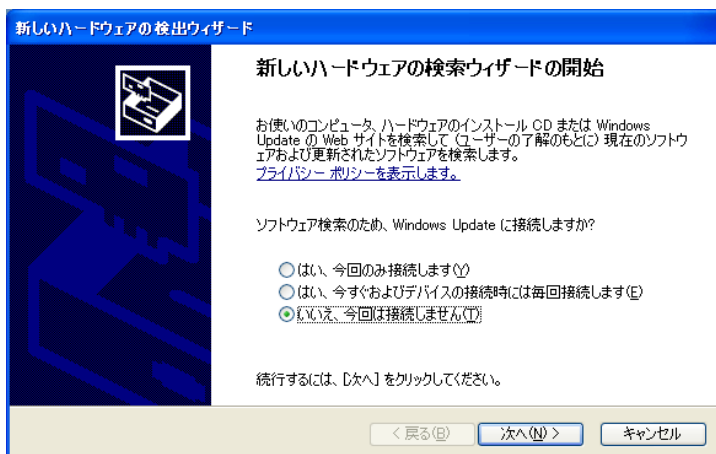 新しいハードウェアの検出ウィザード
新しいハードウェアの検索ウィザードの開始
お使いのコンピュータ、ハードウェアのインストール CD または Windows
Update の Web サイトを検索して (ユーザーの了解のもとに) 現在のソフトウ
ェアおよび更新されたソフトウェアを検索します。
プライバシー ポリシーを表示します。
ソフトウェア検索のため、Windows Update に接続しますか?
はい、今回のみ接続します(Y)
はい、今すぐおよびデバイスの接続時には毎回接続します(E)
いいえ、今回は接続しません(T)
続行するには、[次へ] をクリックしてください。
< 戻る(B)
次へ(N) >
キャンセル